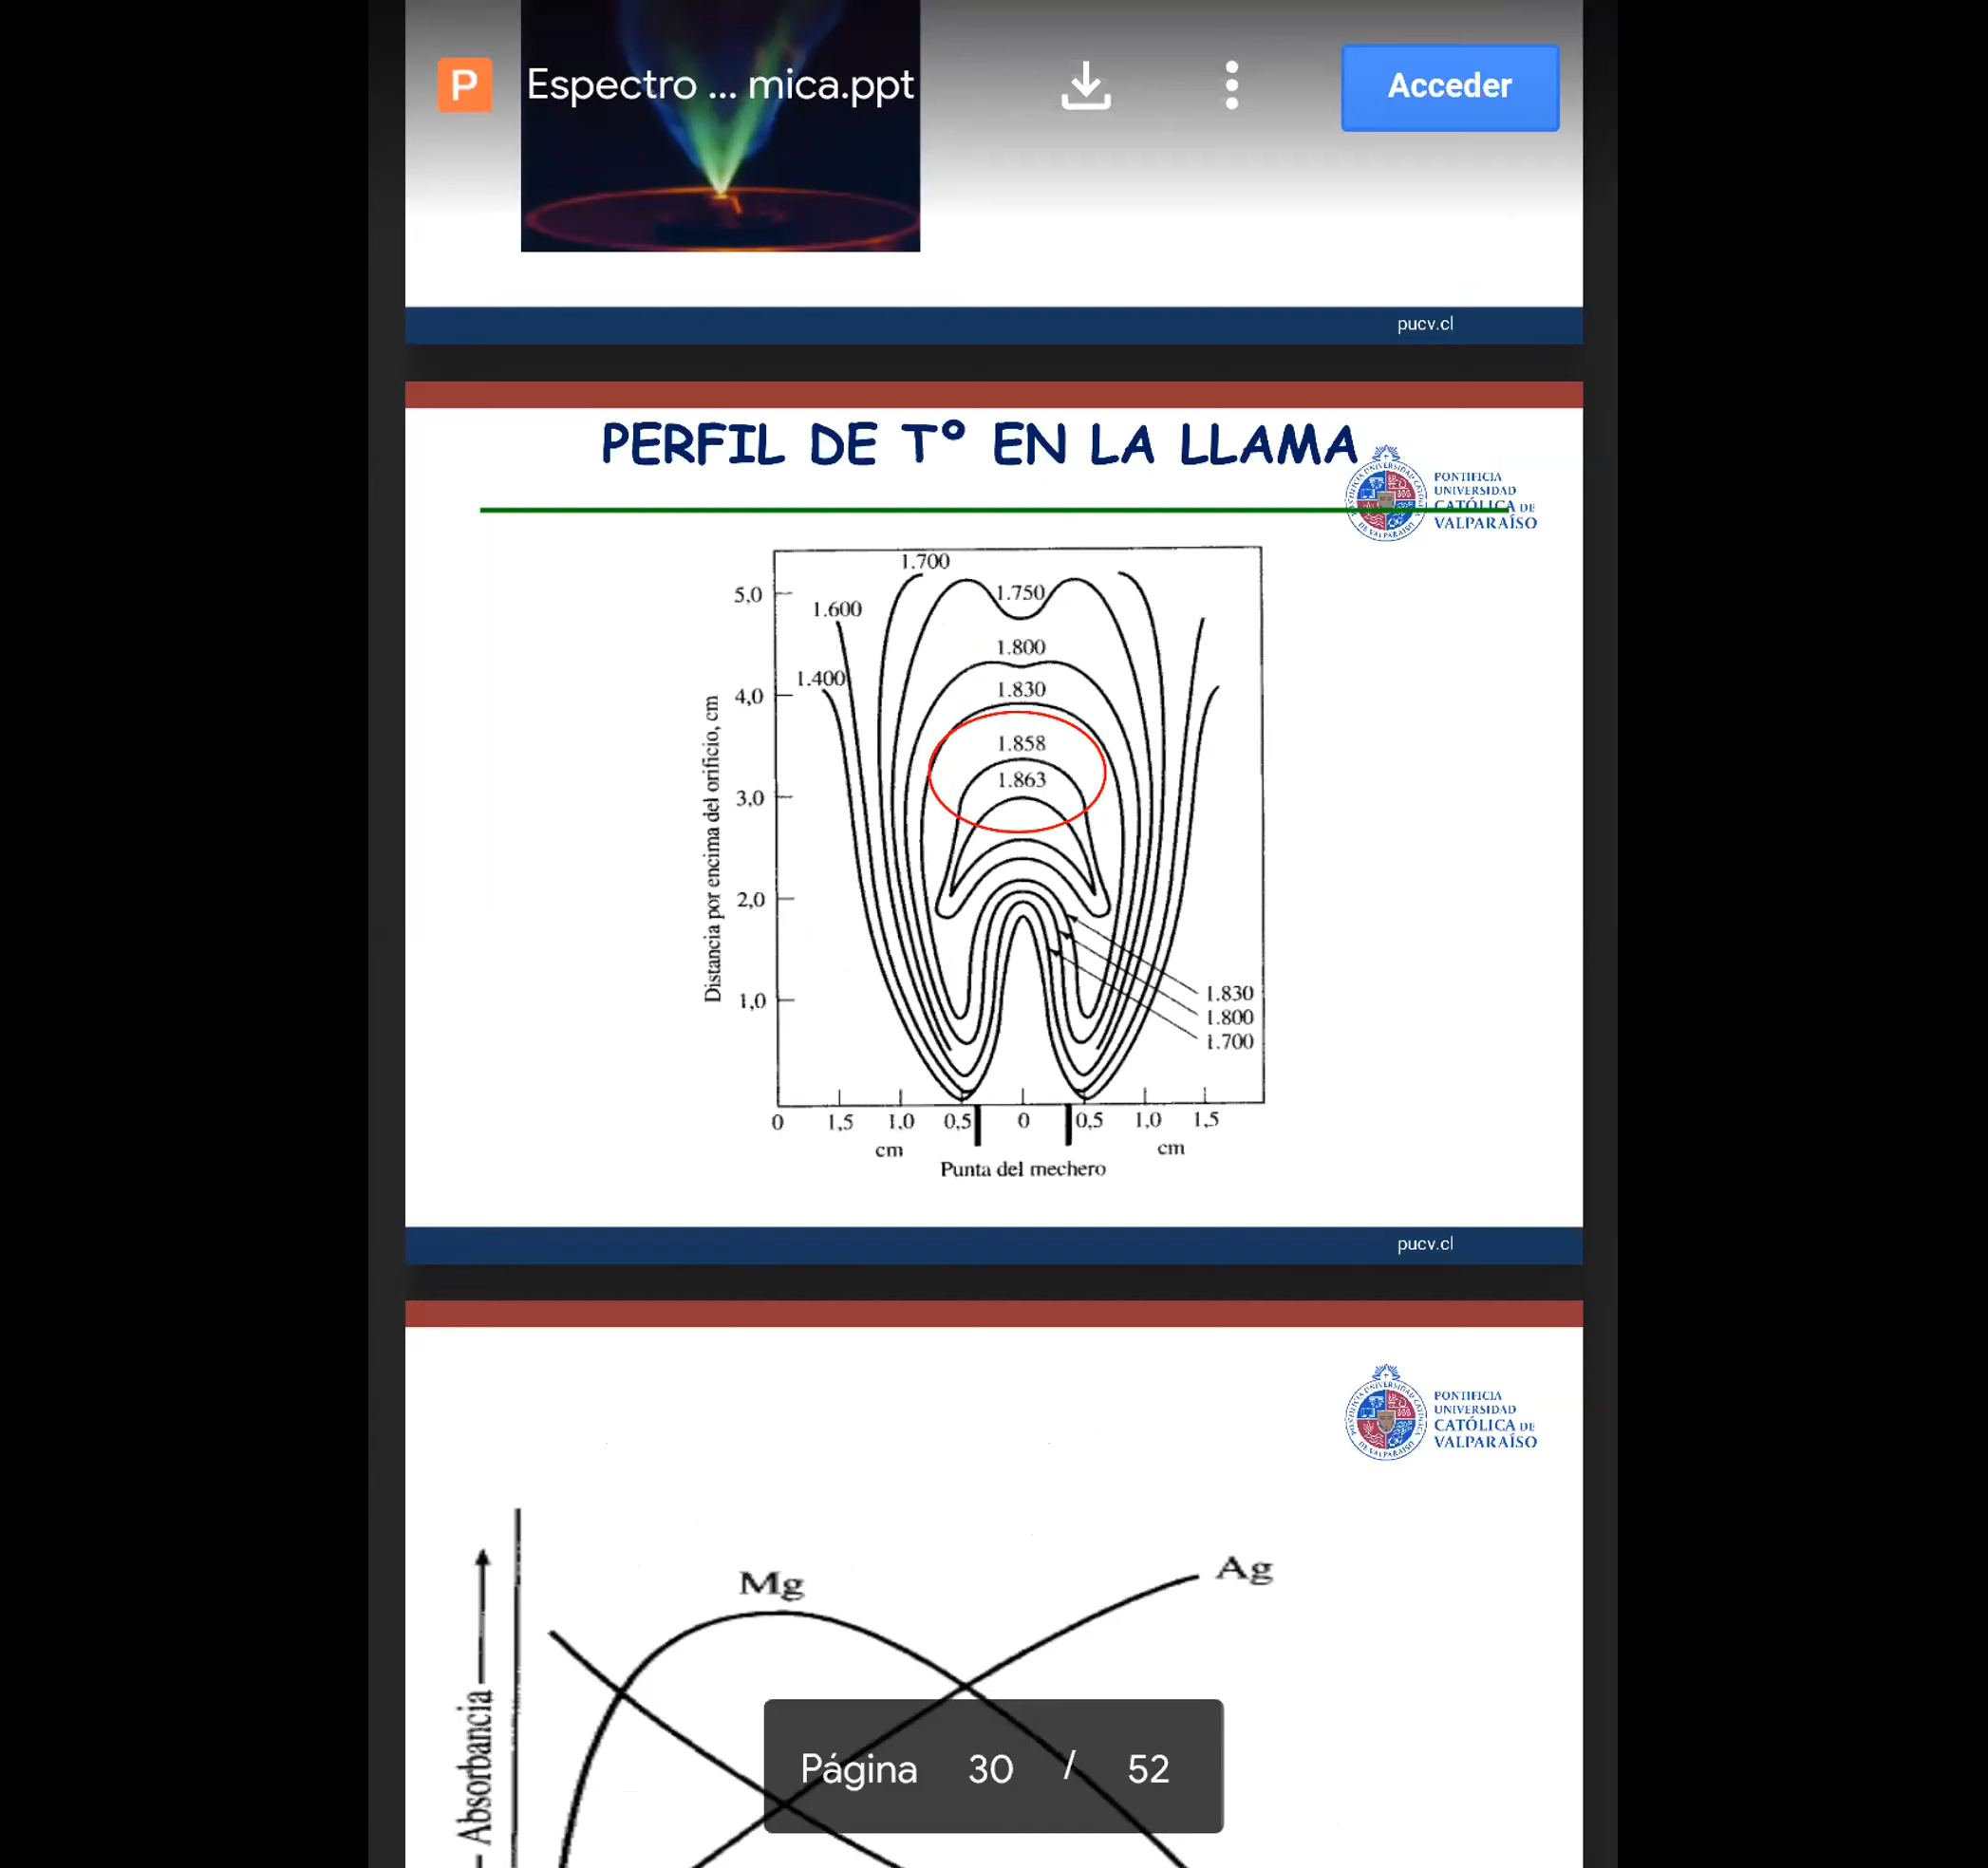 P Espectro ... mica.ppt Acceder
pucv.cl
PERFIL DE Tº EN LA LLAMA
PONTIFICIA
UNIVERSIDAD
CATÓLICA DE
VALPARAÍSO
1.700
5,0
1.750
1.600
1.800
1.400
4,0
1.830
1.858
1.863
3,0
2,0
1,0
Distancia por encima del orificio, cm
1.830
1.800
1.700
0 1,5 1,0 0,5 0 0,5 1,0 1,5
cm cm
Punta del mechero
pucv.cl
PONTIFICIA
UNIVERSIDAD
CATÓLICA DE
VALPARAÍSO
Mg
Ag
Absorbancia
Página 30 / 52